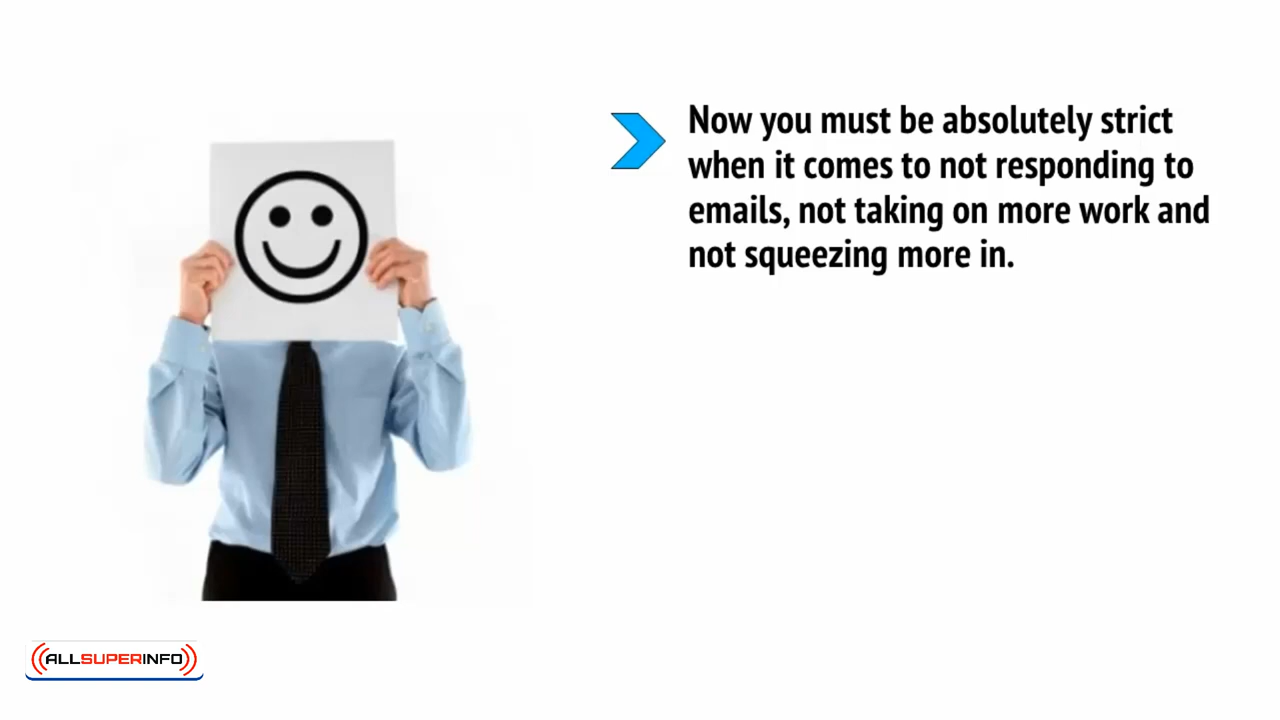 Now you must be absolutely strict
when it comes to not responding to
emails, not taking on more work and
not squeezing more in.
ALLSUPERINFO